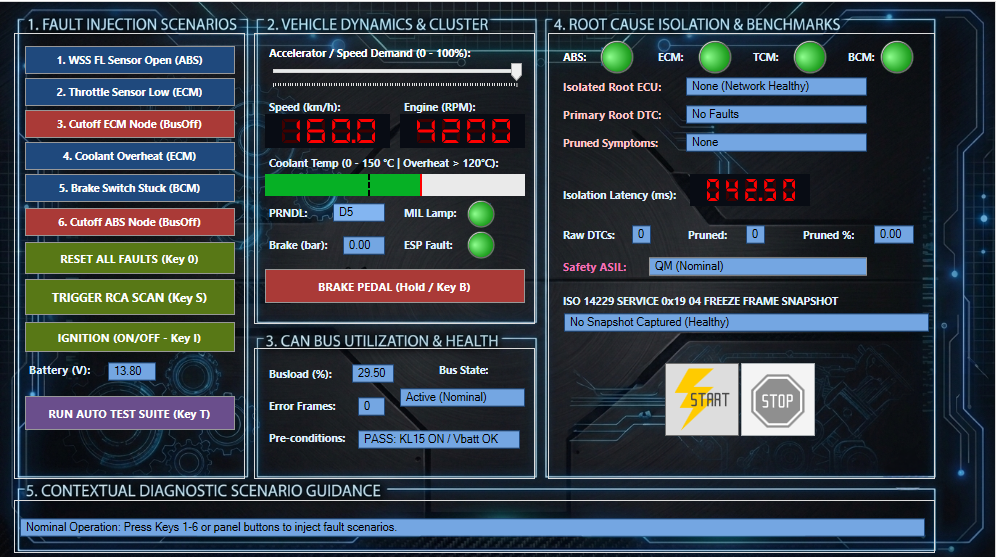 1. FAULT INJECTION SCENARIOS
1. WSS FL Sensor Open (ABS)
2. Throttle Sensor Low (ECM)
3. Cutoff ECM Node (BusOff)
4. Coolant Overheat (ECM)
5. Brake Switch Stuck (BCM)
6. Cutoff ABS Node (BusOff)
RESET ALL FAULTS (Key 0)
TRIGGER RCA SCAN (Key S)
IGNITION (ON/OFF - Key I)
Battery (V): 13.80
RUN AUTO TEST SUITE (Key T)
2. VEHICLE DYNAMICS & CLUSTER
Accelerator / Speed Demand (0 - 100%):
Speed (km/h): Engine (RPM):
160.0 4200
Coolant Temp (0 - 150 °C | Overheat > 120°C):
PRNDL: D5 MIL Lamp:
Brake (bar): 0.00 ESP Fault:
BRAKE PEDAL (Hold / Key B)
3. CAN BUS UTILIZATION & HEALTH
Busload (%): 29.50 Bus State:
Active (Nominal)
Error Frames: 0
Pre-conditions: PASS: KL15 ON / Vbatt OK
4. ROOT CAUSE ISOLATION & BENCHMARKS
ABS: ECM: TCM: BCM:
Isolated Root ECU: None (Network Healthy)
Primary Root DTC: No Faults
Pruned Symptoms: None
Isolation Latency (ms): 042.50
Raw DTCs: 0 Pruned: 0 Pruned %: 0.00
Safety ASIL: QM (Nominal)
ISO 14229 SERVICE 0x19 04 FREEZE FRAME SNAPSHOT
No Snapshot Captured (Healthy)
START STOP
5. CONTEXTUAL DIAGNOSTIC SCENARIO GUIDANCE
Nominal Operation: Press Keys 1-6 or panel buttons to inject fault scenarios.